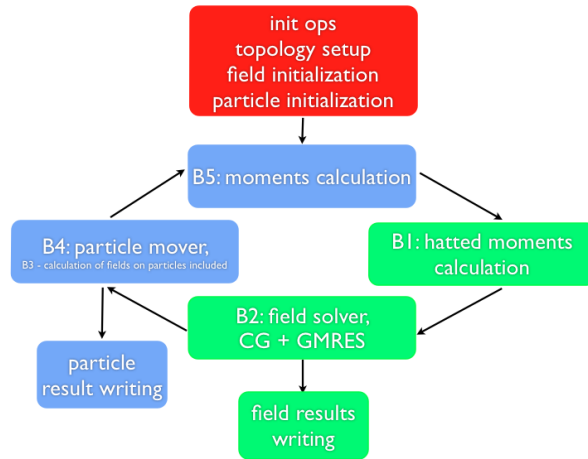 init ops
topology setup
field initialization
particle initialization
B5: moments calculation
B4: particle mover,
B3 - calculation of fields on particles included
B1: hatted moments
calculation
B2: field solver,
CG + GMRES
particle
result writing
field results
writing